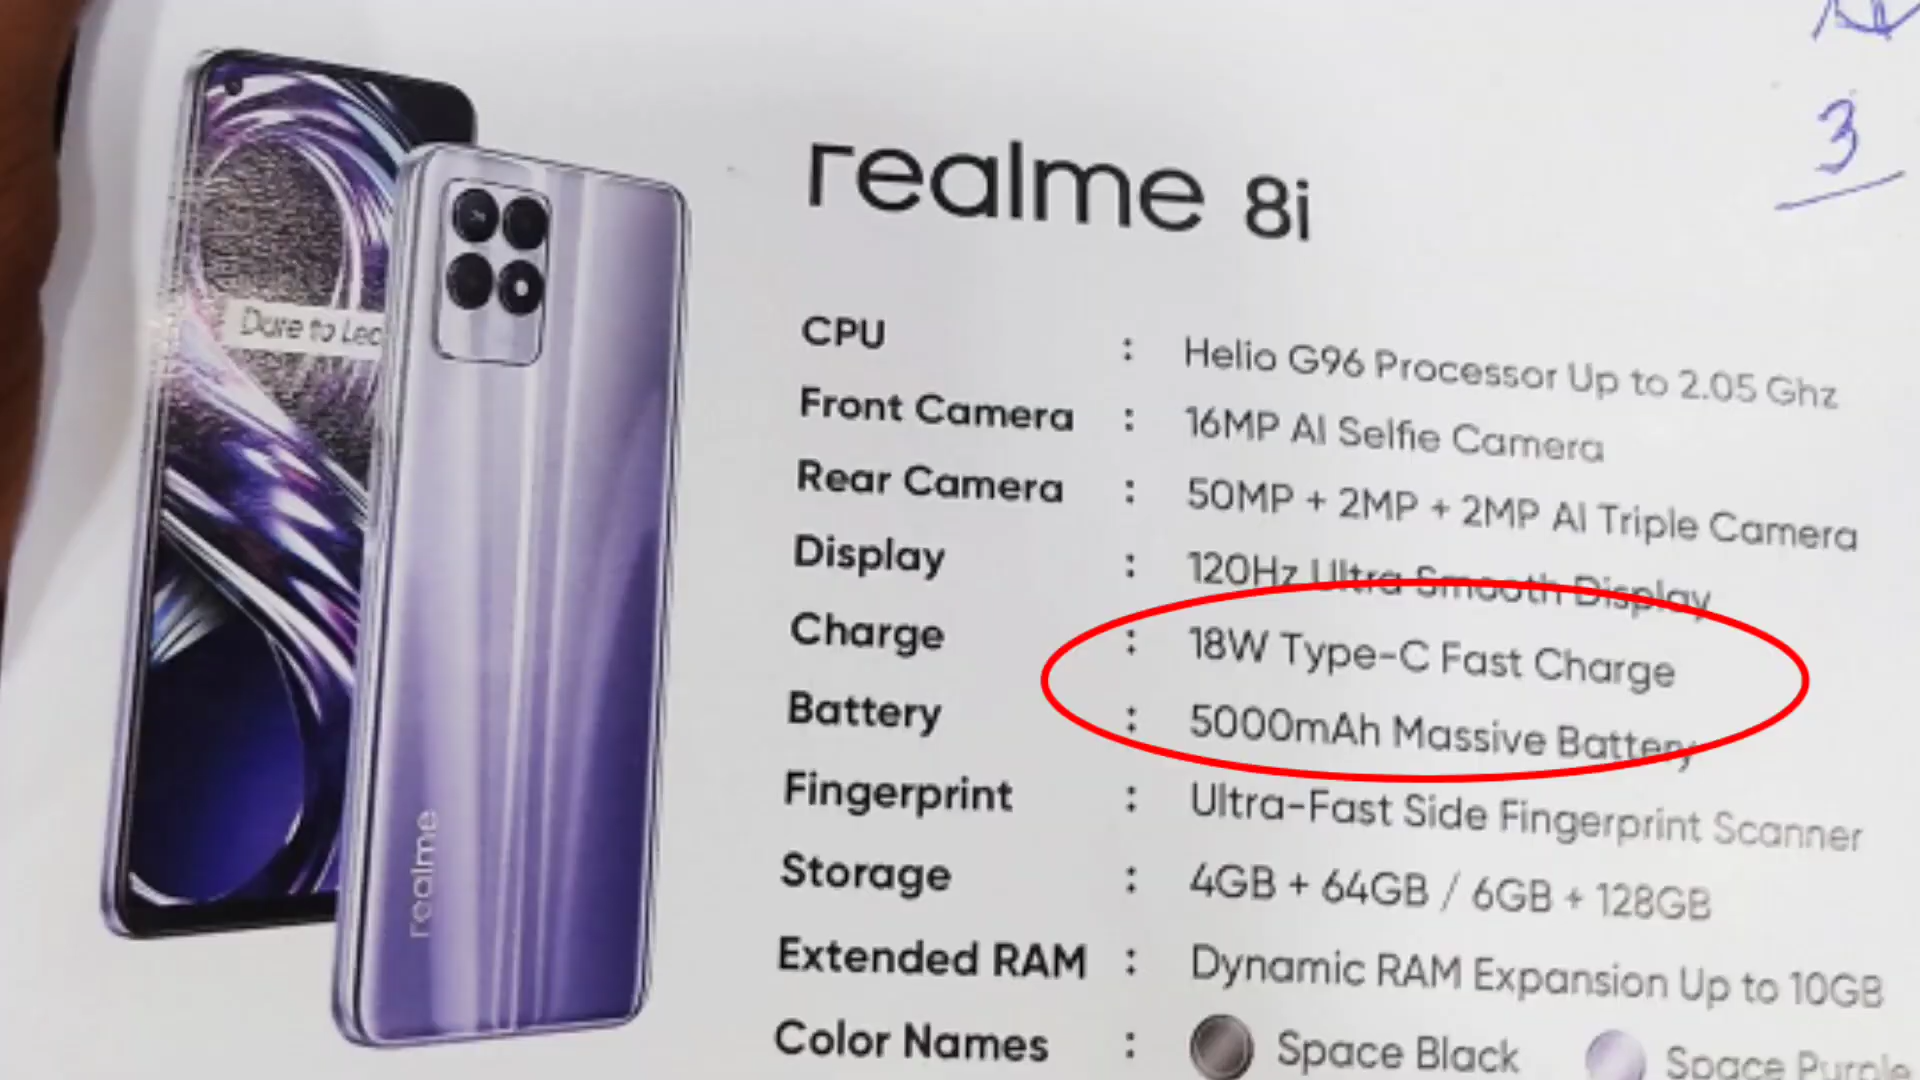 3
realme 8i
Dare to Lea
CPU : Helio G96 Processor Up to 2.05 Ghz
Front Camera : 16MP AI Selfie Camera
Rear Camera : 50MP + 2MP + 2MP AI Triple Camera
Display : 120Hz Ultra Smooth Display
Charge : 18W Type-C Fast Charge
Battery : 5000mAh Massive Battery
Fingerprint : Ultra-Fast Side Fingerprint Scanner
Storage : 4GB + 64GB / 6GB + 128GB
Extended RAM : Dynamic RAM Expansion Up to 10GB
Color Names : Space Black Space Purple
realme